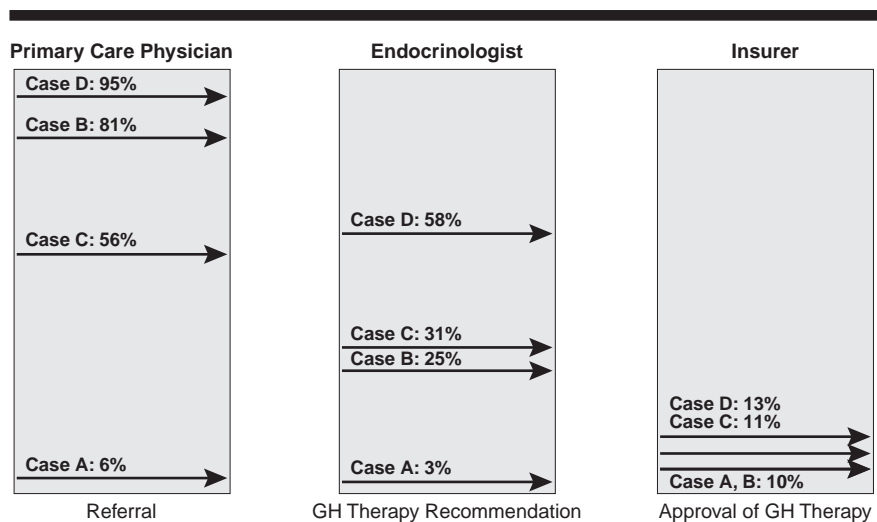 Primary Care Physician
Case D: 95%
Case B: 81%
Case C: 56%
Case A: 6%
Referral
Endocrinologist
Case D: 58%
Case C: 31%
Case B: 25%
Case A: 3%
GH Therapy Recommendation
Insurer
Case D: 13%
Case C: 11%
Case A, B: 10%
Approval of GH Therapy